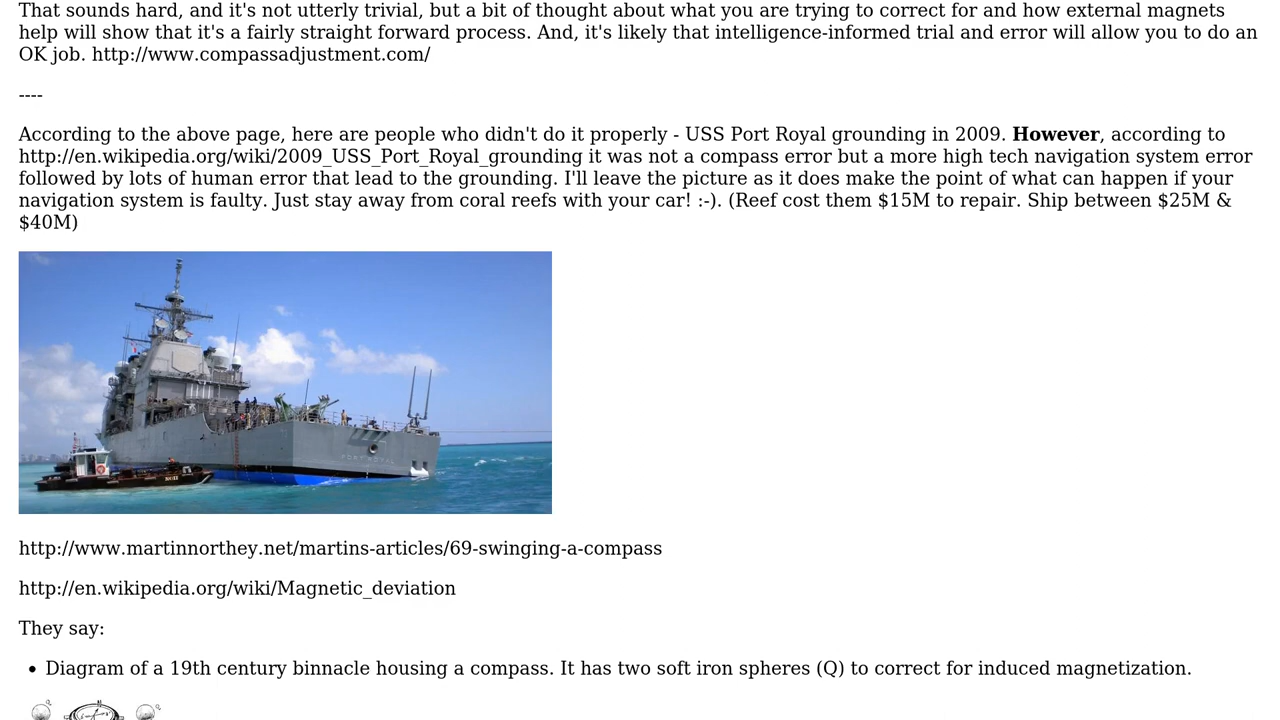 That sounds hard, and it's not utterly trivial, but a bit of thought about what you are trying to correct for and how external magnets
help will show that it's a fairly straight forward process. And, it's likely that intelligence-informed trial and error will allow you to do an
OK job. http://www.compassadjustment.com/
----
According to the above page, here are people who didn't do it properly - USS Port Royal grounding in 2009. However, according to
http://en.wikipedia.org/wiki/2009_USS_Port_Royal_grounding it was not a compass error but a more high tech navigation system error
followed by lots of human error that lead to the grounding. I'll leave the picture as it does make the point of what can happen if your
navigation system is faulty. Just stay away from coral reefs with your car! :-). (Reef cost them $15M to repair. Ship between $25M &
$40M)
PORT ROYAL
http://www.martinnorthey.net/martins-articles/69-swinging-a-compass
http://en.wikipedia.org/wiki/Magnetic_deviation
They say:
• Diagram of a 19th century binnacle housing a compass. It has two soft iron spheres (Q) to correct for induced magnetization.